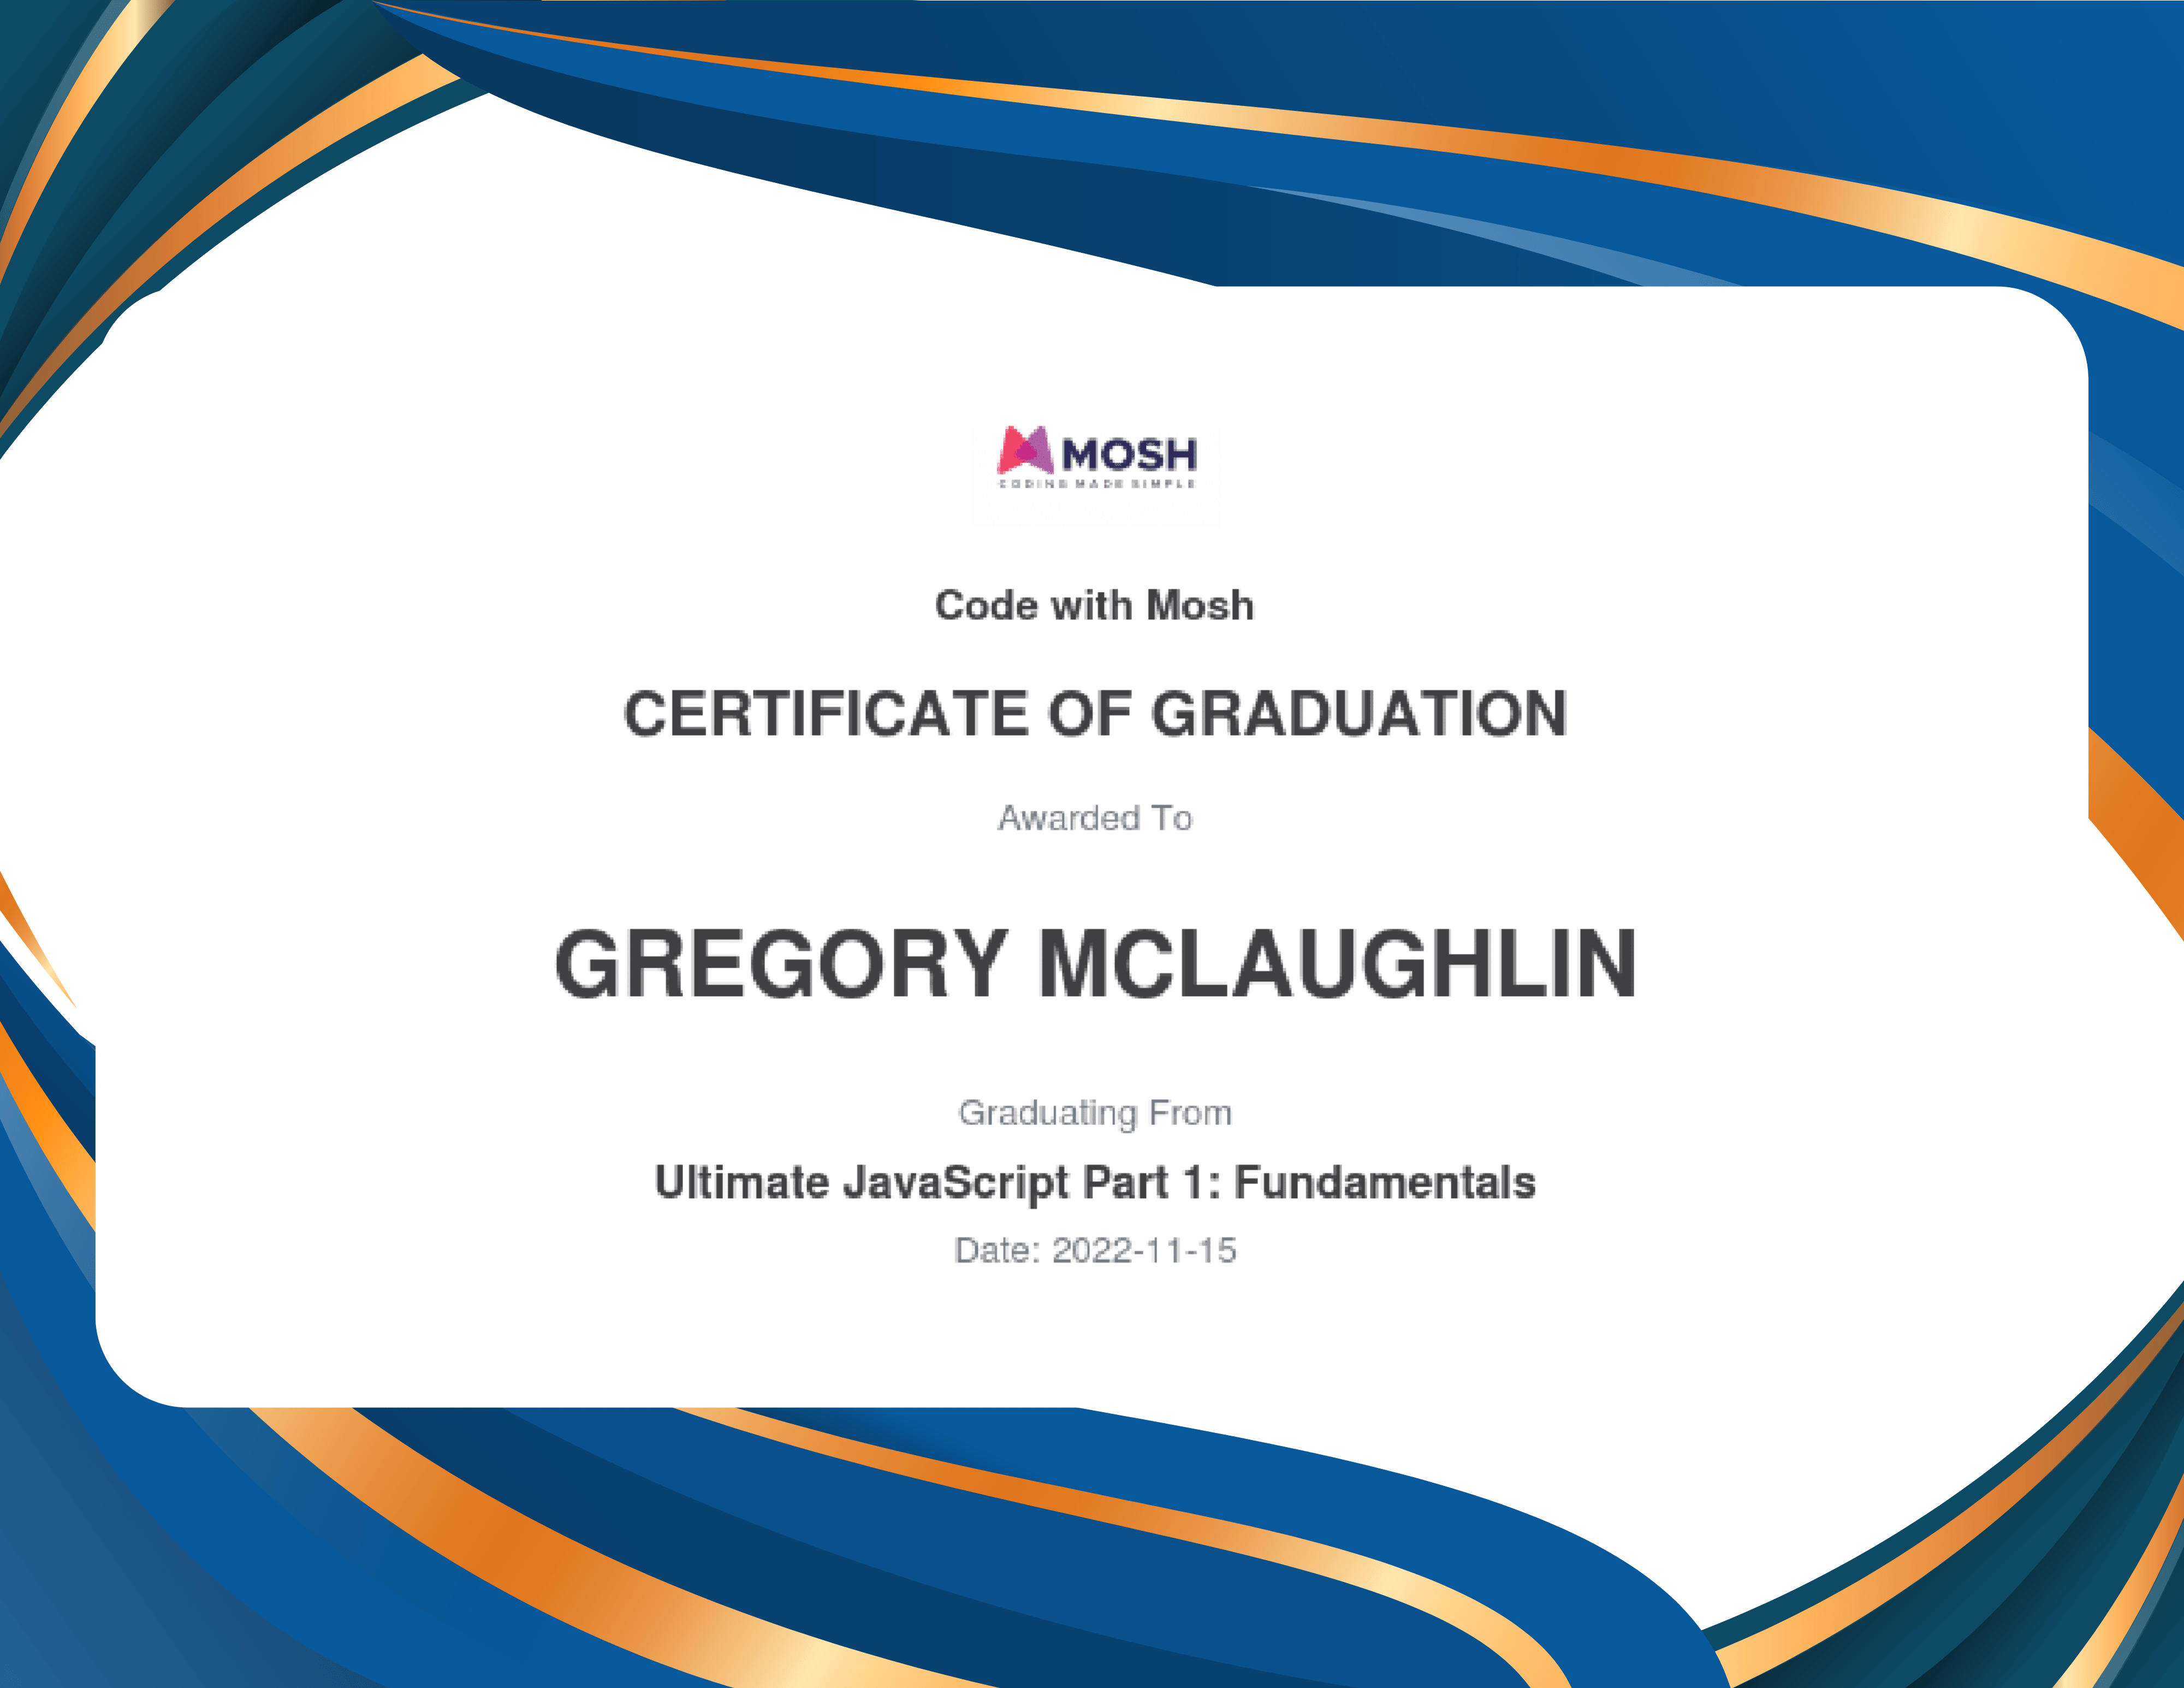 MOSH
CODING MADE SIMPLE
Code with Mosh
CERTIFICATE OF GRADUATION
Awarded To
GREGORY MCLAUGHLIN
Graduating From
Ultimate JavaScript Part 1: Fundamentals
Date: 2022-11-15